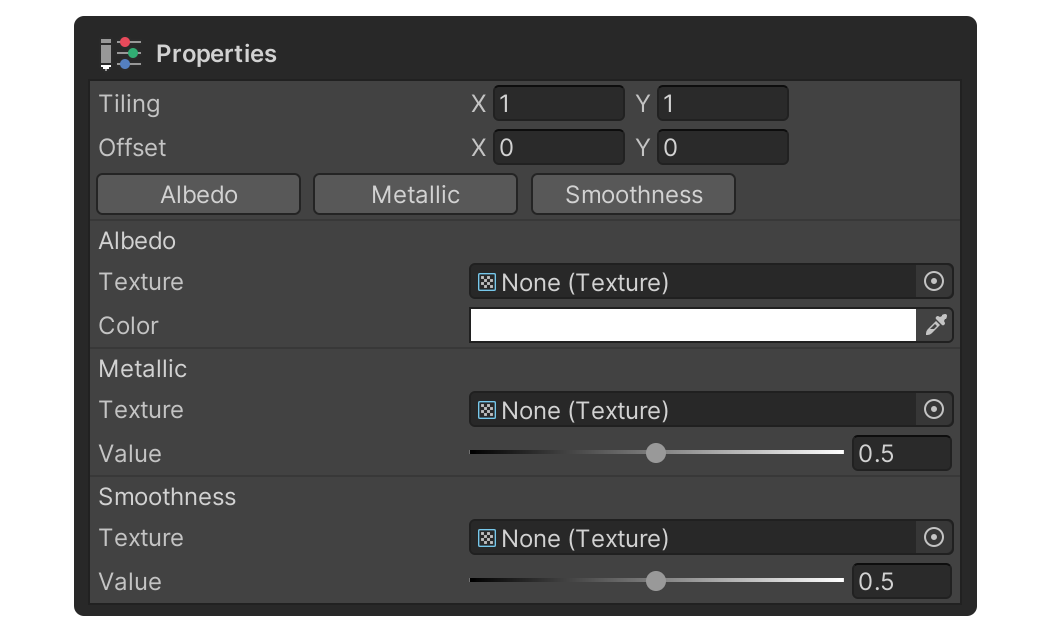 Properties
Tiling X 1 Y 1
Offset X 0 Y 0
Albedo Metallic Smoothness
Albedo
Texture None (Texture)
Color
Metallic
Texture None (Texture)
Value 0.5
Smoothness
Texture None (Texture)
Value 0.5